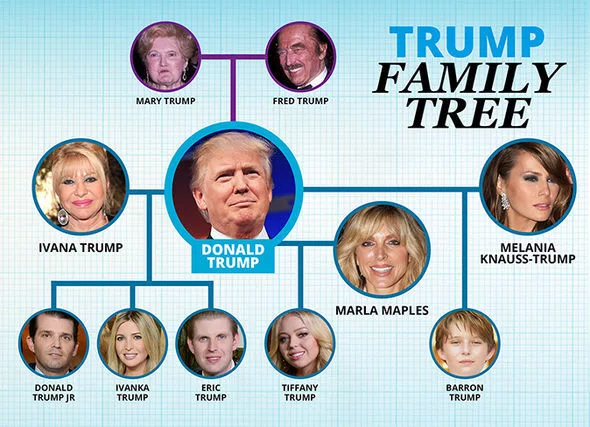 TRUMP
FAMILY
TREE
MARY TRUMP
FRED TRUMP
IVANA TRUMP
DONALD
TRUMP
MARLA MAPLES
MELANIA
KNAUSS-TRUMP
DONALD
TRUMP JR
IVANKA
TRUMP
ERIC
TRUMP
TIFFANY
TRUMP
BARRON
TRUMP